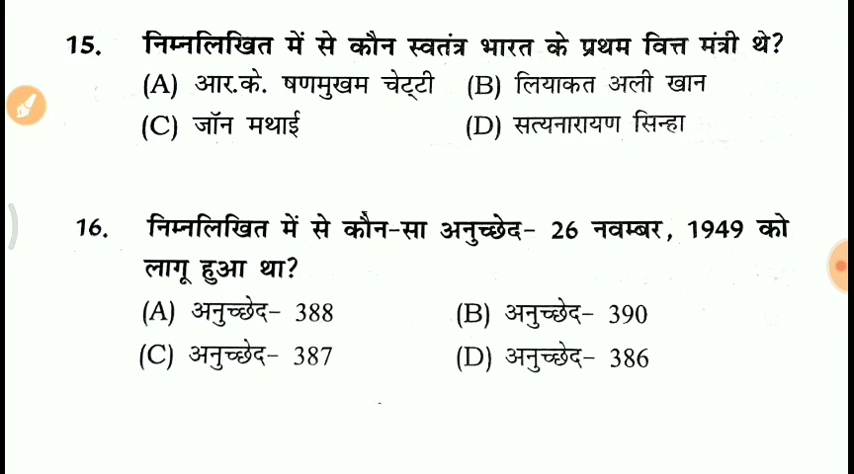 15. निम्नलिखित में से कौन स्वतंत्र भारत के प्रथम वित्त मंत्री थे?
(A) आर.के. षणमुखम चेट्टी (B) लियाकत अली खान
(C) जॉन मथाई (D) सत्यनारायण सिन्हा
16. निम्नलिखित में से कौन-सा अनुच्छेद- 26 नवम्बर, 1949 को
लागू हुआ था?
(A) अनुच्छेद- 388 (B) अनुच्छेद- 390
(C) अनुच्छेद- 387 (D) अनुच्छेद- 386